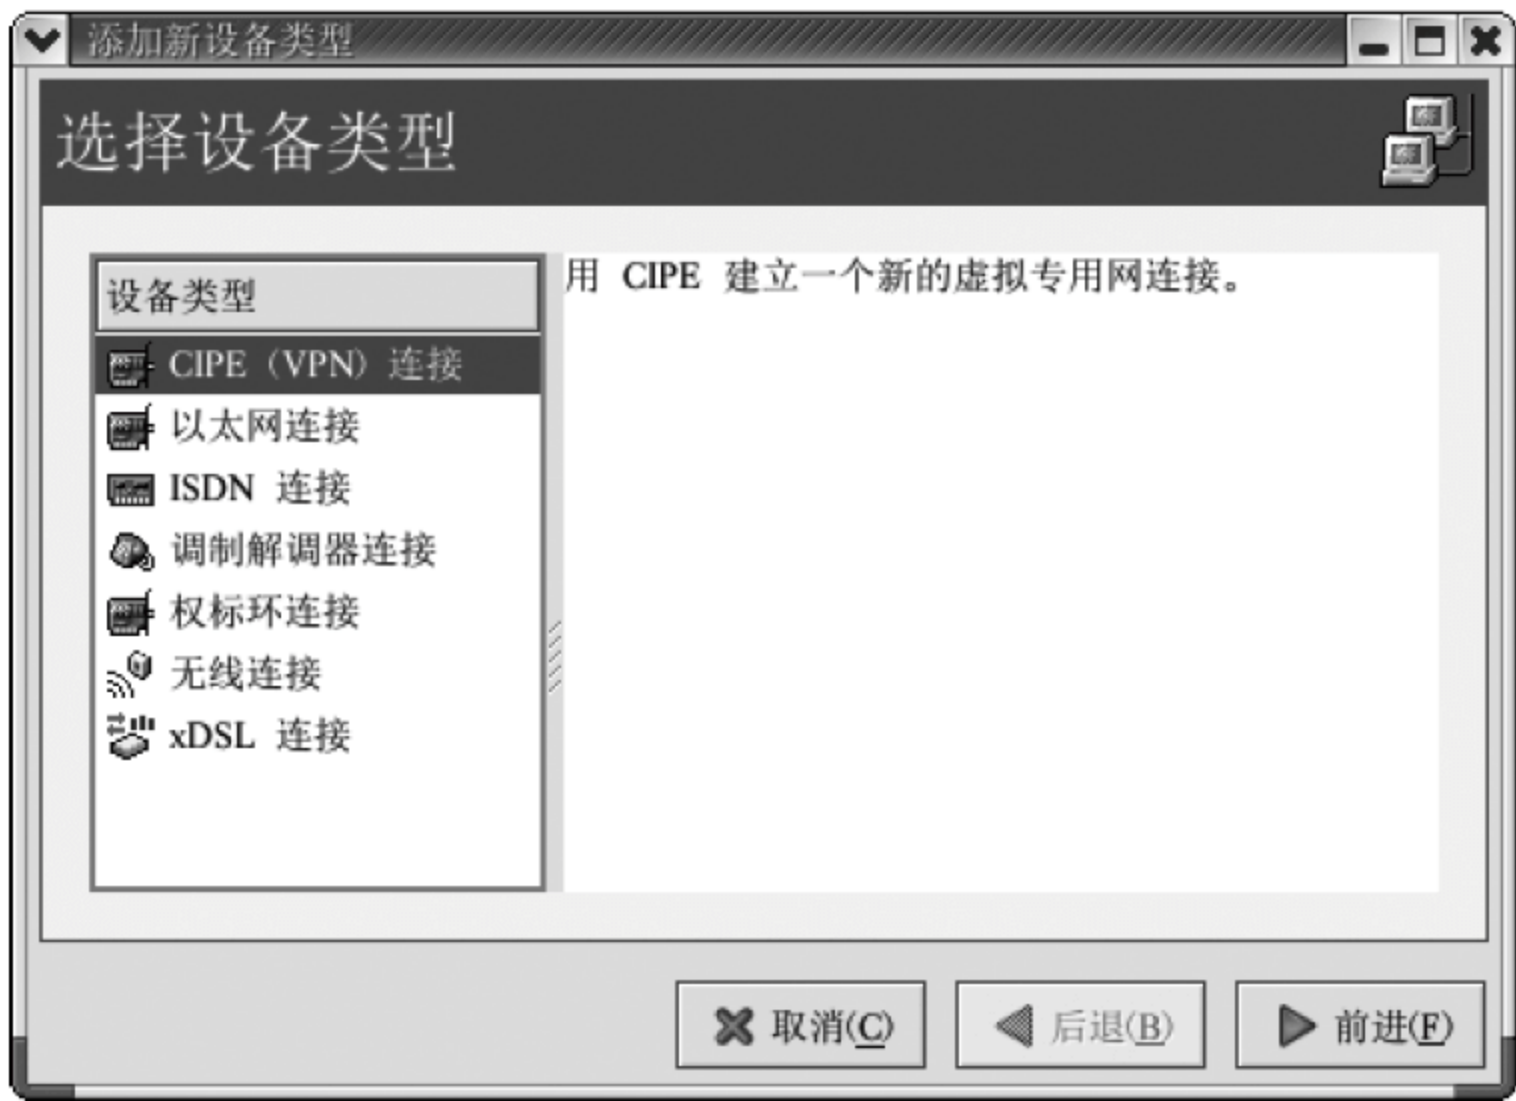 添加新设备类型
选择设备类型
设备类型
CIPE（VPN）连接
以太网连接
ISDN 连接
调制解调器连接
权标环连接
无线连接
xDSL 连接
用 CIPE 建立一个新的虚拟专用网连接。
取消(C)
后退(B)
前进(F)